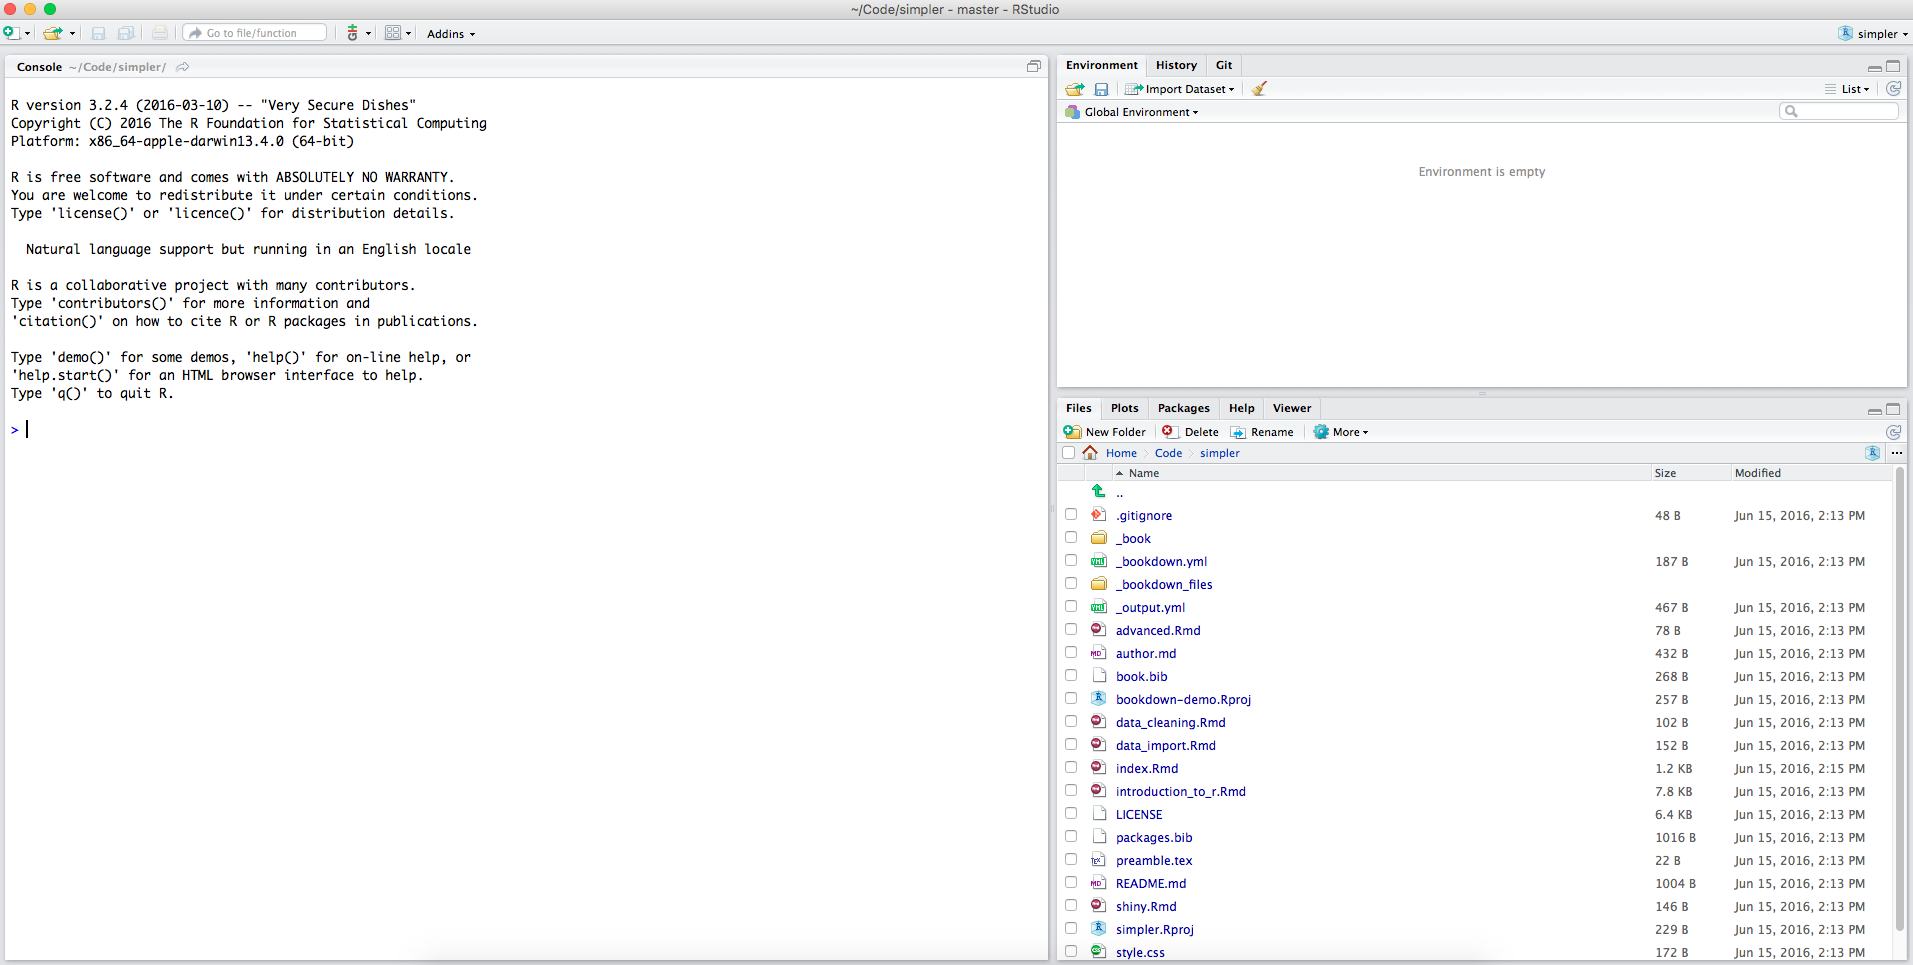 ~/Code/simpler - master - RStudio
Go to file/function
Addins
simpler
Console ~/Code/simpler/
R version 3.2.4 (2016-03-10) -- "Very Secure Dishes"
Copyright (C) 2016 The R Foundation for Statistical Computing
Platform: x86_64-apple-darwin13.4.0 (64-bit)
R is free software and comes with ABSOLUTELY NO WARRANTY.
You are welcome to redistribute it under certain conditions.
Type 'license()' or 'licence()' for distribution details.
Natural language support but running in an English locale
R is a collaborative project with many contributors.
Type 'contributors()' for more information and
'citation()' on how to cite R or R packages in publications.
Type 'demo()' for some demos, 'help()' for on-line help, or
'help.start()' for an HTML browser interface to help.
Type 'q()' to quit R.
>
Environment History Git
Import Dataset List
Global Environment
Environment is empty
Files Plots Packages Help Viewer
New Folder Delete Rename More
Home Code simpler ...
Name Size Modified
..
.gitignore 48 B Jun 15, 2016, 2:13 PM
_book
_bookdown.yml 187 B Jun 15, 2016, 2:13 PM
_bookdown_files
_output.yml 467 B Jun 15, 2016, 2:13 PM
advanced.Rmd 78 B Jun 15, 2016, 2:13 PM
author.md 432 B Jun 15, 2016, 2:13 PM
book.bib 268 B Jun 15, 2016, 2:13 PM
bookdown-demo.Rproj 257 B Jun 15, 2016, 2:13 PM
data_cleaning.Rmd 102 B Jun 15, 2016, 2:13 PM
data_import.Rmd 152 B Jun 15, 2016, 2:13 PM
index.Rmd 1.2 KB Jun 15, 2016, 2:15 PM
introduction_to_r.Rmd 7.8 KB Jun 15, 2016, 2:13 PM
LICENSE 6.4 KB Jun 15, 2016, 2:13 PM
packages.bib 1016 B Jun 15, 2016, 2:13 PM
preamble.tex 22 B Jun 15, 2016, 2:13 PM
README.md 1004 B Jun 15, 2016, 2:13 PM
shiny.Rmd 146 B Jun 15, 2016, 2:13 PM
simpler.Rproj 229 B Jun 15, 2016, 2:13 PM
style.css 172 B Jun 15, 2016, 2:13 PM